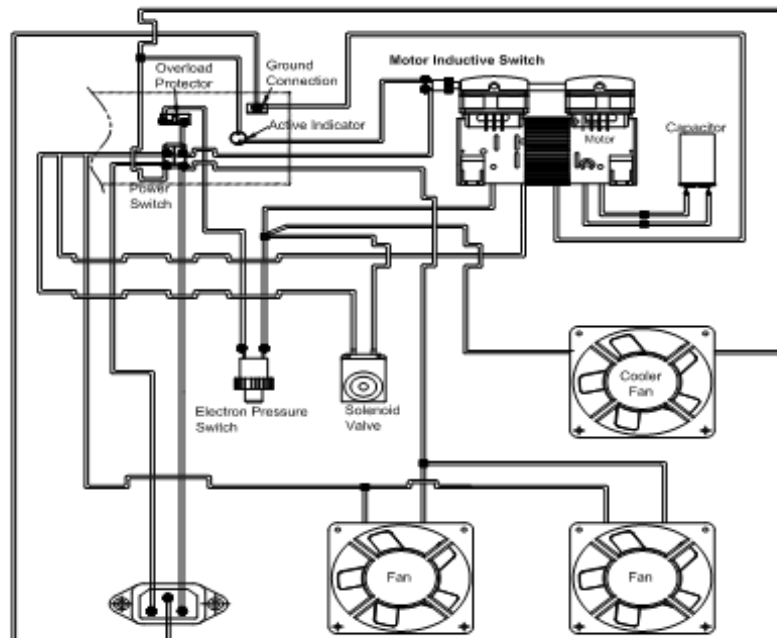 Motor Inductive Switch
Overload
Protector
Ground
Connection
Active Indicator
Motor
Capacitor
Power
Switch
Electron Pressure
Switch
Solenoid
Valve
Cooler
Fan
Fan
Fan